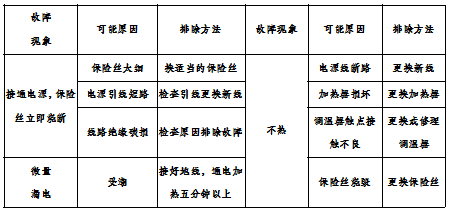 故障
现象
可能原因
排除方法
故障现象
可能原因
排除方法
接通电源，保险
丝立即烧断
保险丝太细
换适当的保险丝
不热
电源线断路
更换新线
电源引线短路
检查引线更换新线
加热器损坏
更换加热器
线路绝缘破损
检查原因排除故障
调温器触点接
触不良
更换或修理
调温器
微量
漏电
受潮
接好地线，通电加
热五分钟以上
保险丝烧毁
更换保险丝